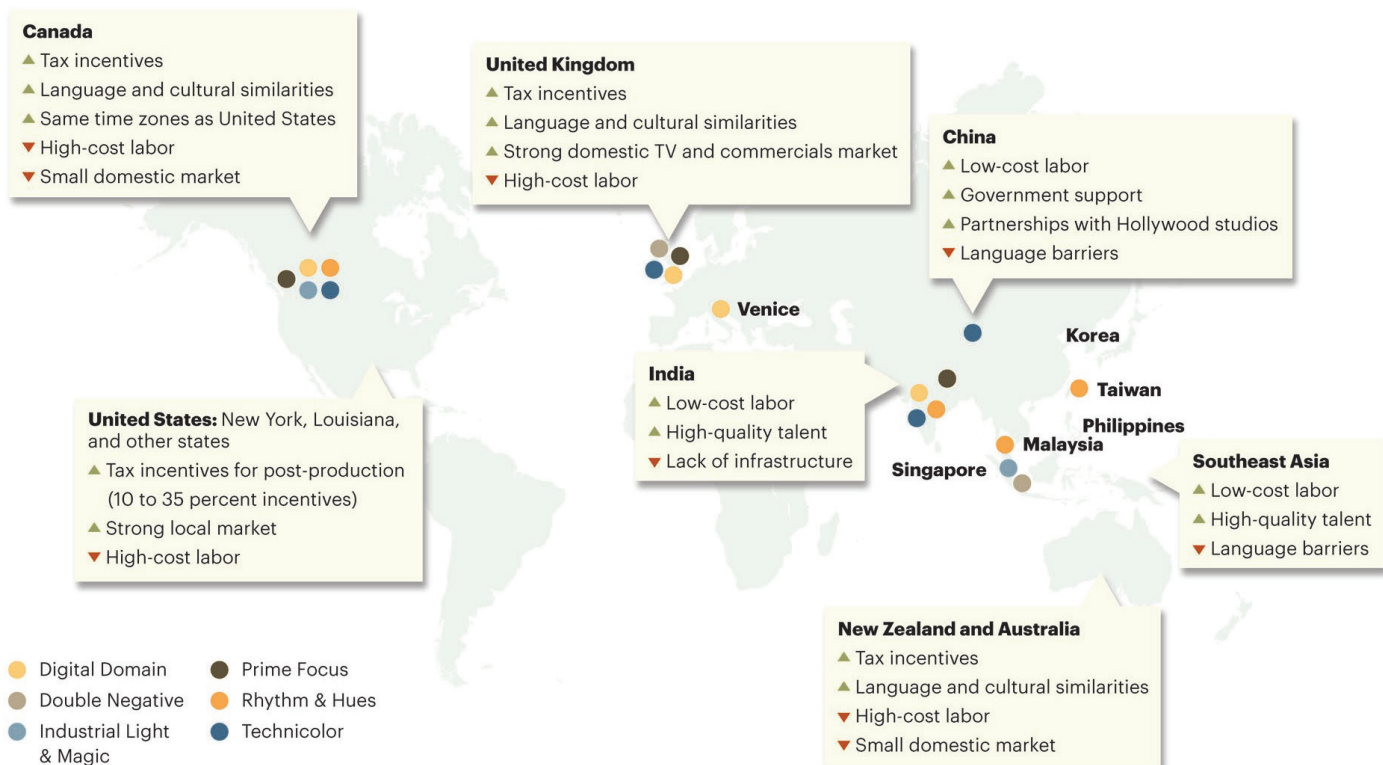 Canada
Tax incentives
Language and cultural similarities
Same time zones as United States
High-cost labor
Small domestic market
United Kingdom
Tax incentives
Language and cultural similarities
Strong domestic TV and commercials market
High-cost labor
China
Low-cost labor
Government support
Partnerships with Hollywood studios
Language barriers
Venice
Korea
India
Low-cost labor
High-quality talent
Lack of infrastructure
Taiwan
Philippines
Malaysia
Singapore
United States: New York, Louisiana,
and other states
Tax incentives for post-production
(10 to 35 percent incentives)
Strong local market
High-cost labor
Southeast Asia
Low-cost labor
High-quality talent
Language barriers
New Zealand and Australia
Tax incentives
Language and cultural similarities
High-cost labor
Small domestic market
Digital Domain
Double Negative
Industrial Light
& Magic
Prime Focus
Rhythm & Hues
Technicolor